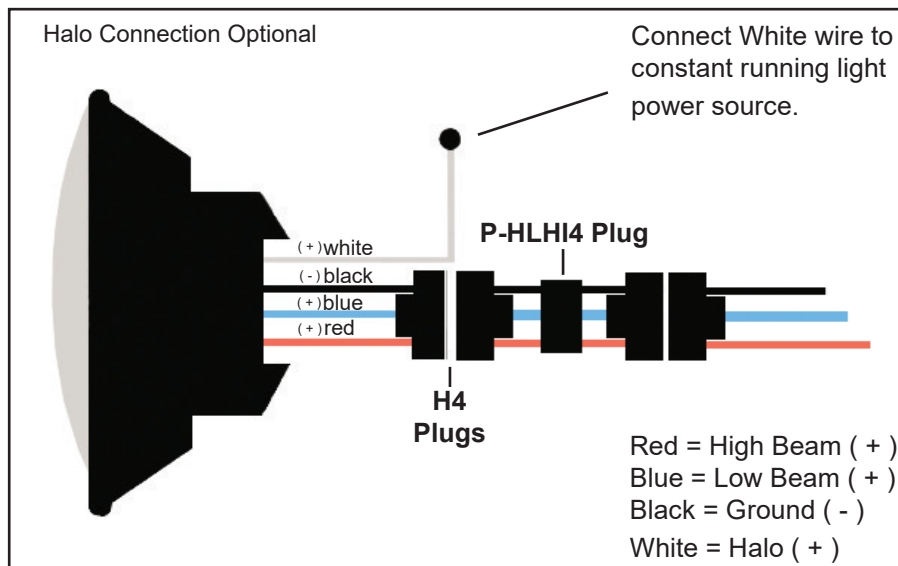 Halo Connection Optional
Connect White wire to
constant running light
power source.
(+)white
(-)black
(+)blue
(+)red
P-HLHI4 Plug
H4
Plugs
Red = High Beam ( + )
Blue = Low Beam ( + )
Black = Ground ( - )
White = Halo ( + )